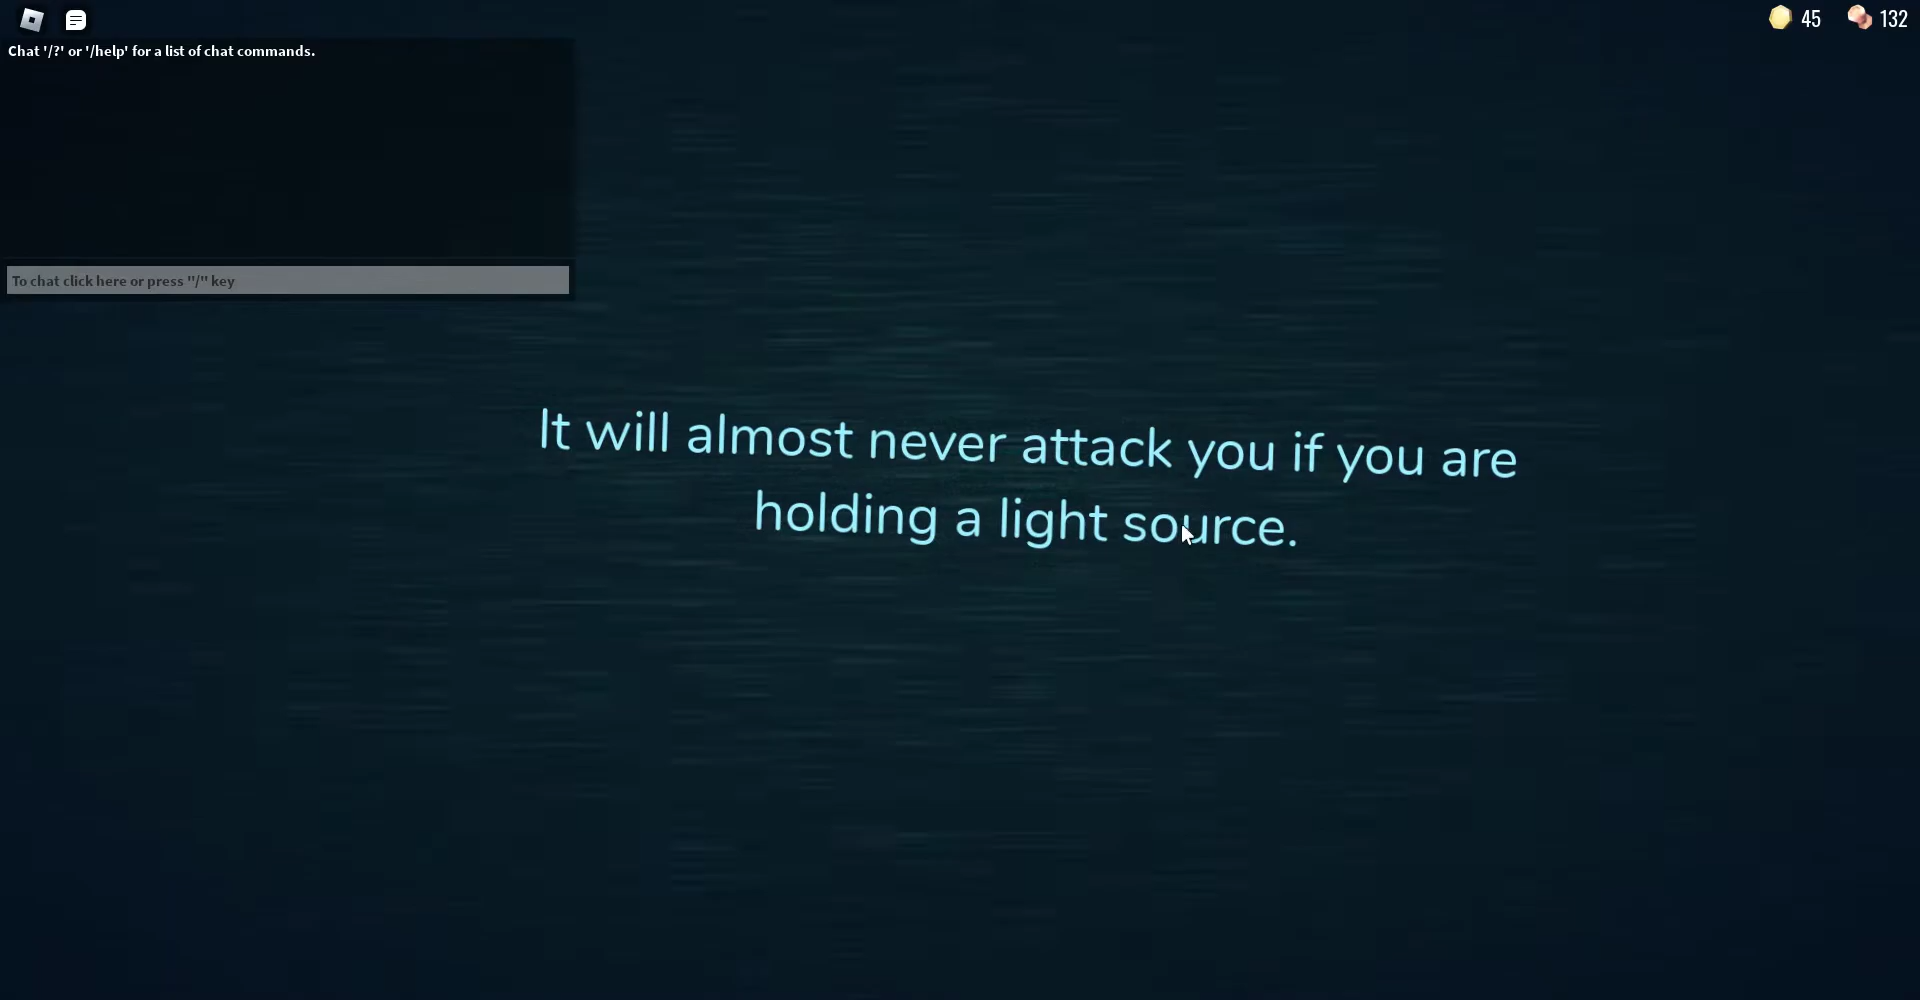 45 132
Chat '/?' or '/help' for a list of chat commands.
To chat click here or press "/" key
It will almost never attack you if you are
holding a light source.